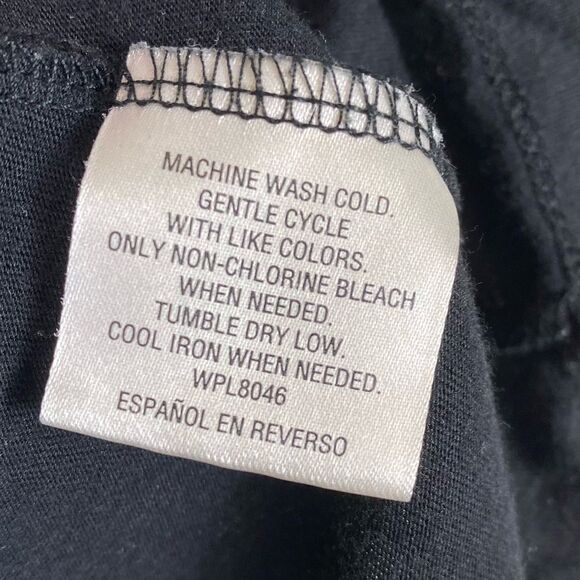 MACHINE WASH COLD.
GENTLE CYCLE
WITH LIKE COLORS.
ONLY NON-CHLORINE BLEACH
WHEN NEEDED.
TUMBLE DRY LOW.
COOL IRON WHEN NEEDED.
WPL8046
ESPAÑOL EN REVERSO